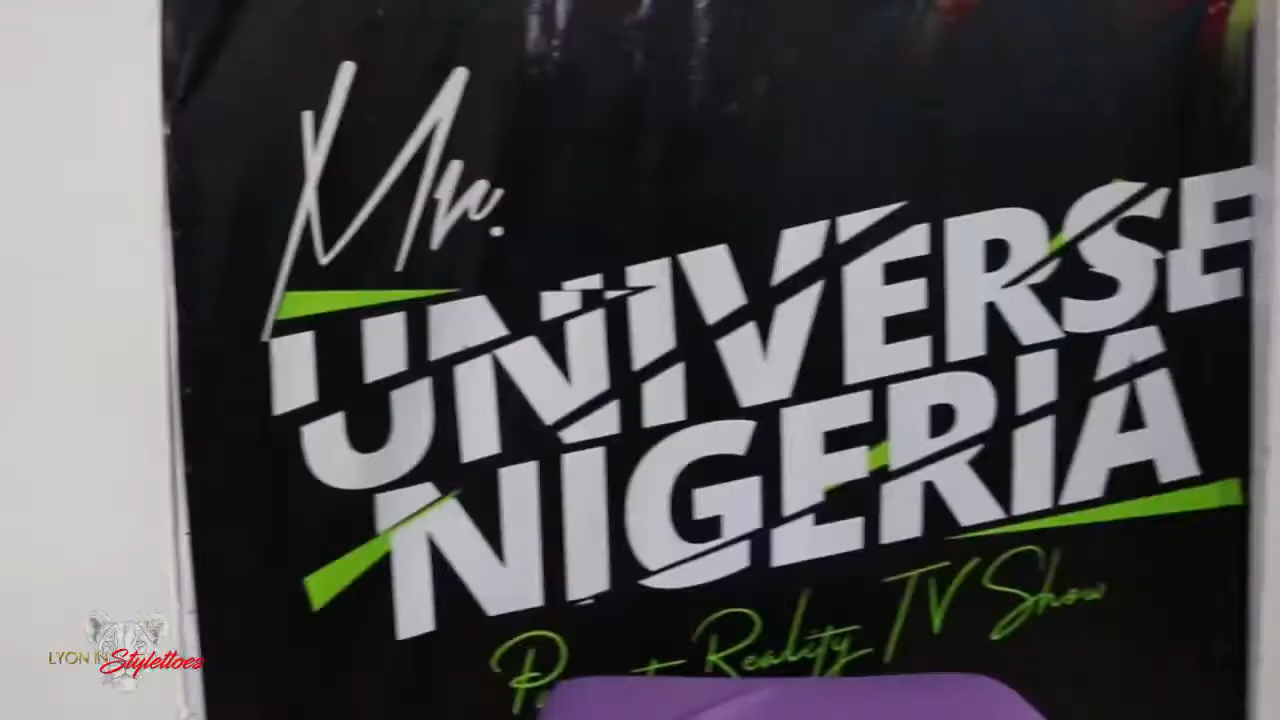 Mr.
UNIVERSE
NIGERIA
Reality TV Show
LYON IN Stylettoes